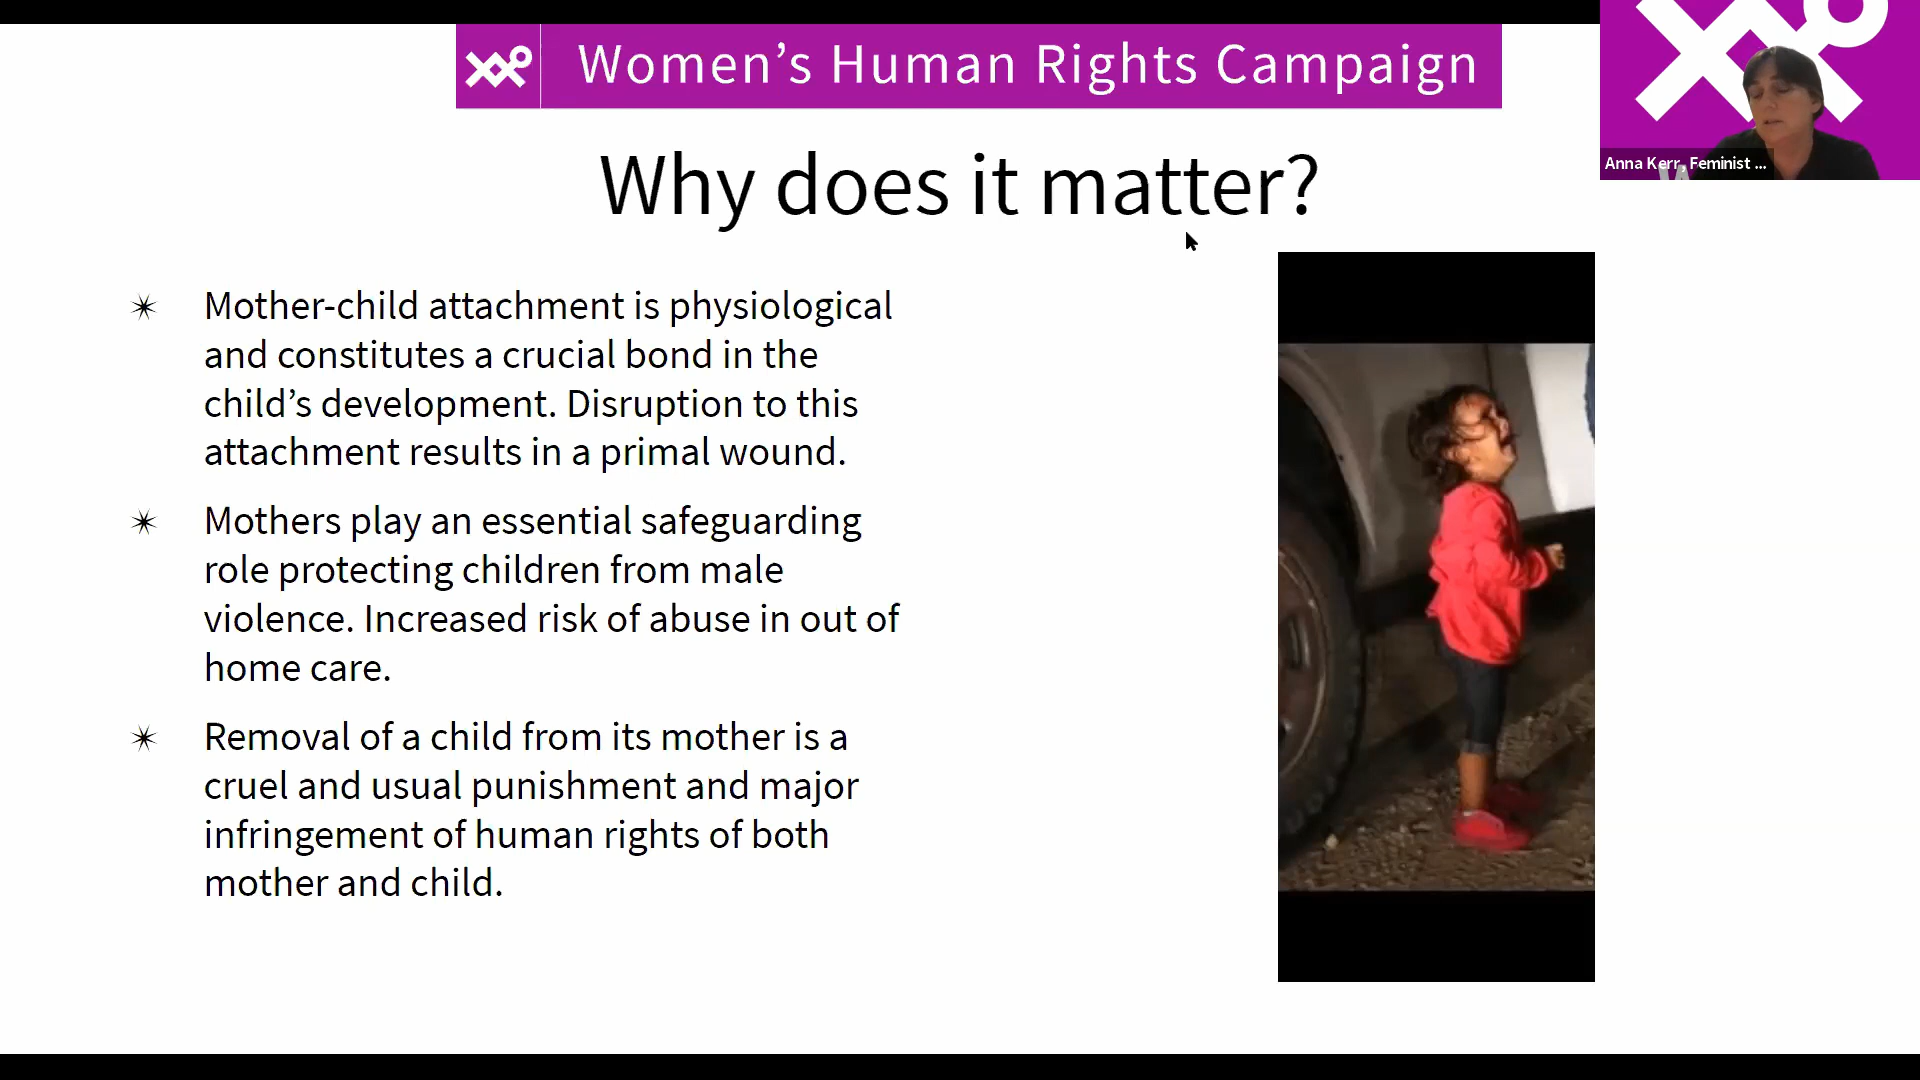 Women's Human Rights Campaign
Anna Kerr, Feminist ...
Why does it matter?
Mother-child attachment is physiological
and constitutes a crucial bond in the
child's development. Disruption to this
attachment results in a primal wound.
Mothers play an essential safeguarding
role protecting children from male
violence. Increased risk of abuse in out of
home care.
Removal of a child from its mother is a
cruel and usual punishment and major
infringement of human rights of both
mother and child.